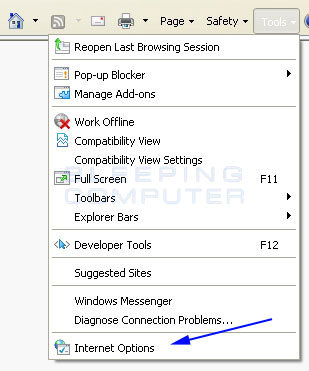 Page Safety Tools
Reopen Last Browsing Session
Pop-up Blocker
Manage Add-ons
Work Offline
Compatibility View
Compatibility View Settings
BLEEPING
COMPUTER
Full Screen F11
Toolbars
Explorer Bars
Developer Tools F12
Suggested Sites
Windows Messenger
Diagnose Connection Problems...
Internet Options